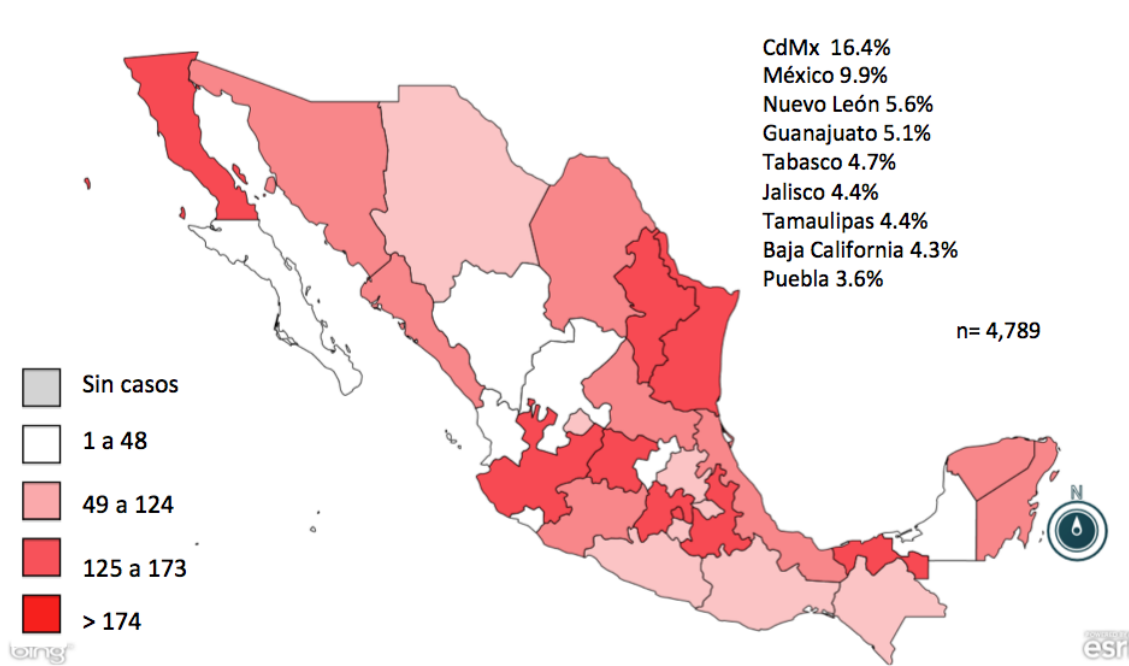 CdMx 16.4%
México 9.9%
Nuevo León 5.6%
Guanajuato 5.1%
Tabasco 4.7%
Jalisco 4.4%
Tamaulipas 4.4%
Baja California 4.3%
Puebla 3.6%
n= 4,789
Sin casos
1 a 48
49 a 124
125 a 173
> 174
N
bing
esri